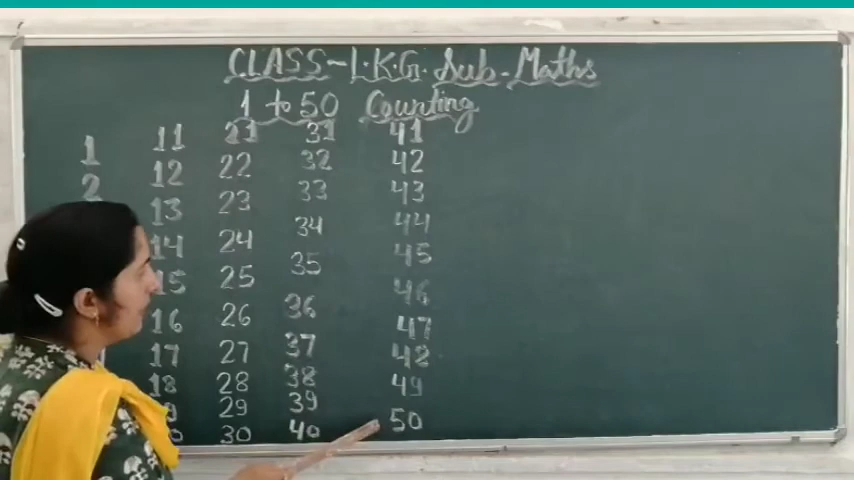 CLASS-L.K.G. Sub-Maths
1 to 50 Counting
1 11 21 31 41
2 12 22 32 42
13 23 33 43
14 24 34 44
15 25 35 45
16 26 36 46
17 27 37 47
18 28 38 48
29 39 49
30 40 50